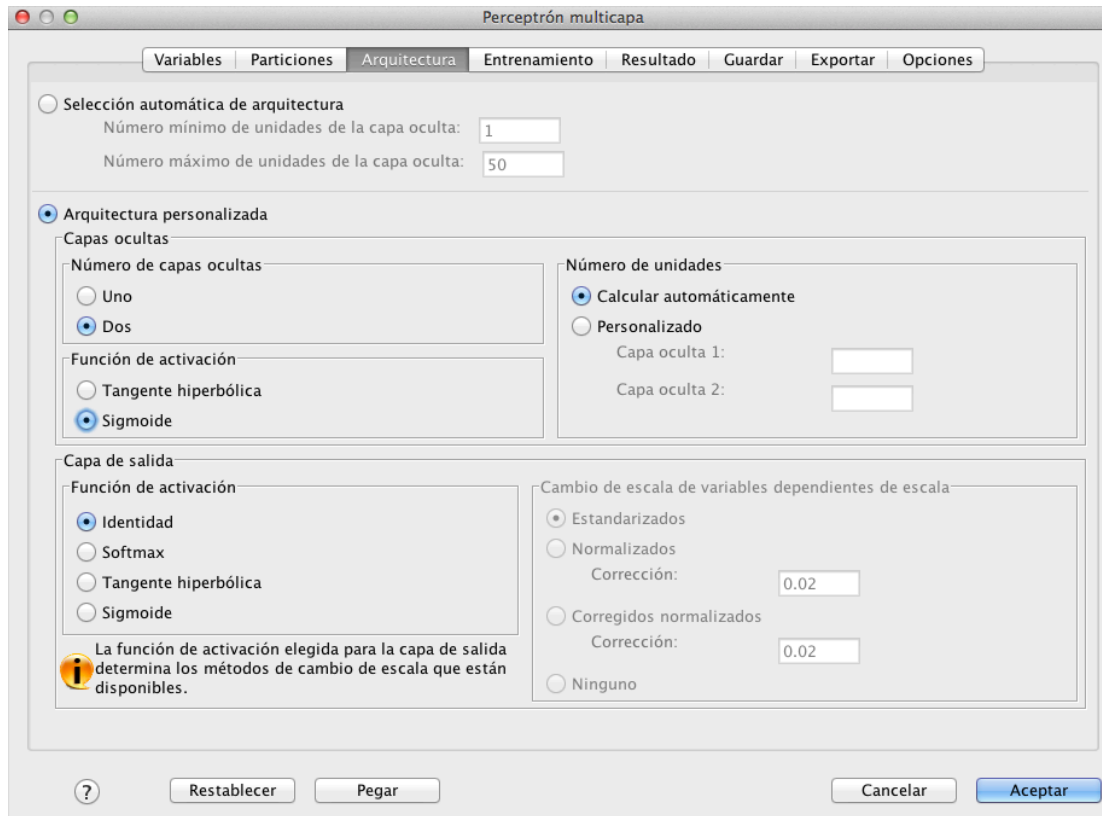 Perceptrón multicapa
Variables Particiones Arquitectura Entrenamiento Resultado Guardar Exportar Opciones
Selección automática de arquitectura
Número mínimo de unidades de la capa oculta: 1
Número máximo de unidades de la capa oculta: 50
Arquitectura personalizada
Capas ocultas
Número de capas ocultas
Uno
Dos
Función de activación
Tangente hiperbólica
Sigmoide
Número de unidades
Calcular automáticamente
Personalizado
Capa oculta 1:
Capa oculta 2:
Capa de salida
Función de activación
Identidad
Softmax
Tangente hiperbólica
Sigmoide
La función de activación elegida para la capa de salida
determina los métodos de cambio de escala que están
disponibles.
Cambio de escala de variables dependientes de escala
Estandarizados
Normalizados
Corrección: 0.02
Corregidos normalizados
Corrección: 0.02
Ninguno
? Restablecer Pegar Cancelar Aceptar